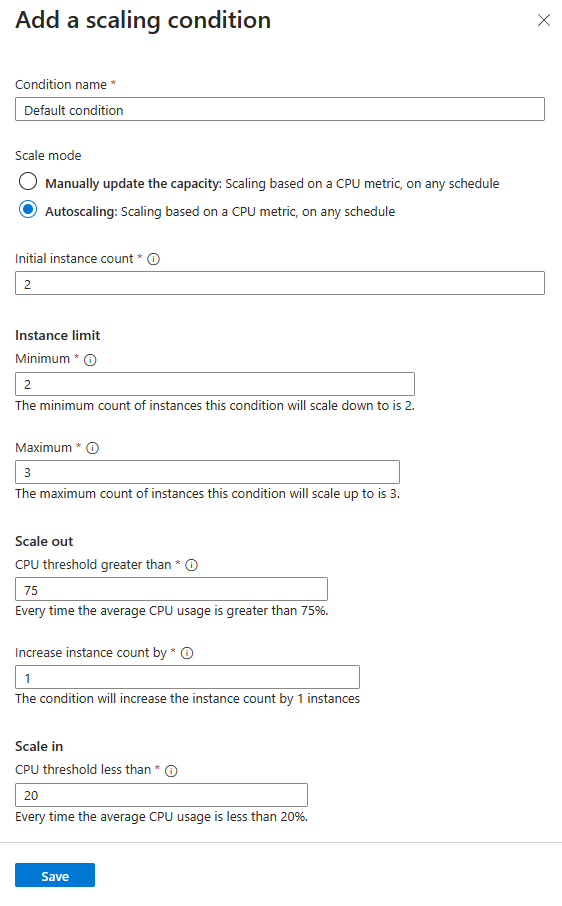 Add a scaling condition
Condition name *
Default condition
Scale mode
Manually update the capacity: Scaling based on a CPU metric, on any schedule
Autoscaling: Scaling based on a CPU metric, on any schedule
Initial instance count *
2
Instance limit
Minimum *
2
The minimum count of instances this condition will scale down to is 2.
Maximum *
3
The maximum count of instances this condition will scale up to is 3.
Scale out
CPU threshold greater than *
75
Every time the average CPU usage is greater than 75%.
Increase instance count by *
1
The condition will increase the instance count by 1 instances
Scale in
CPU threshold less than *
20
Every time the average CPU usage is less than 20%.
Save